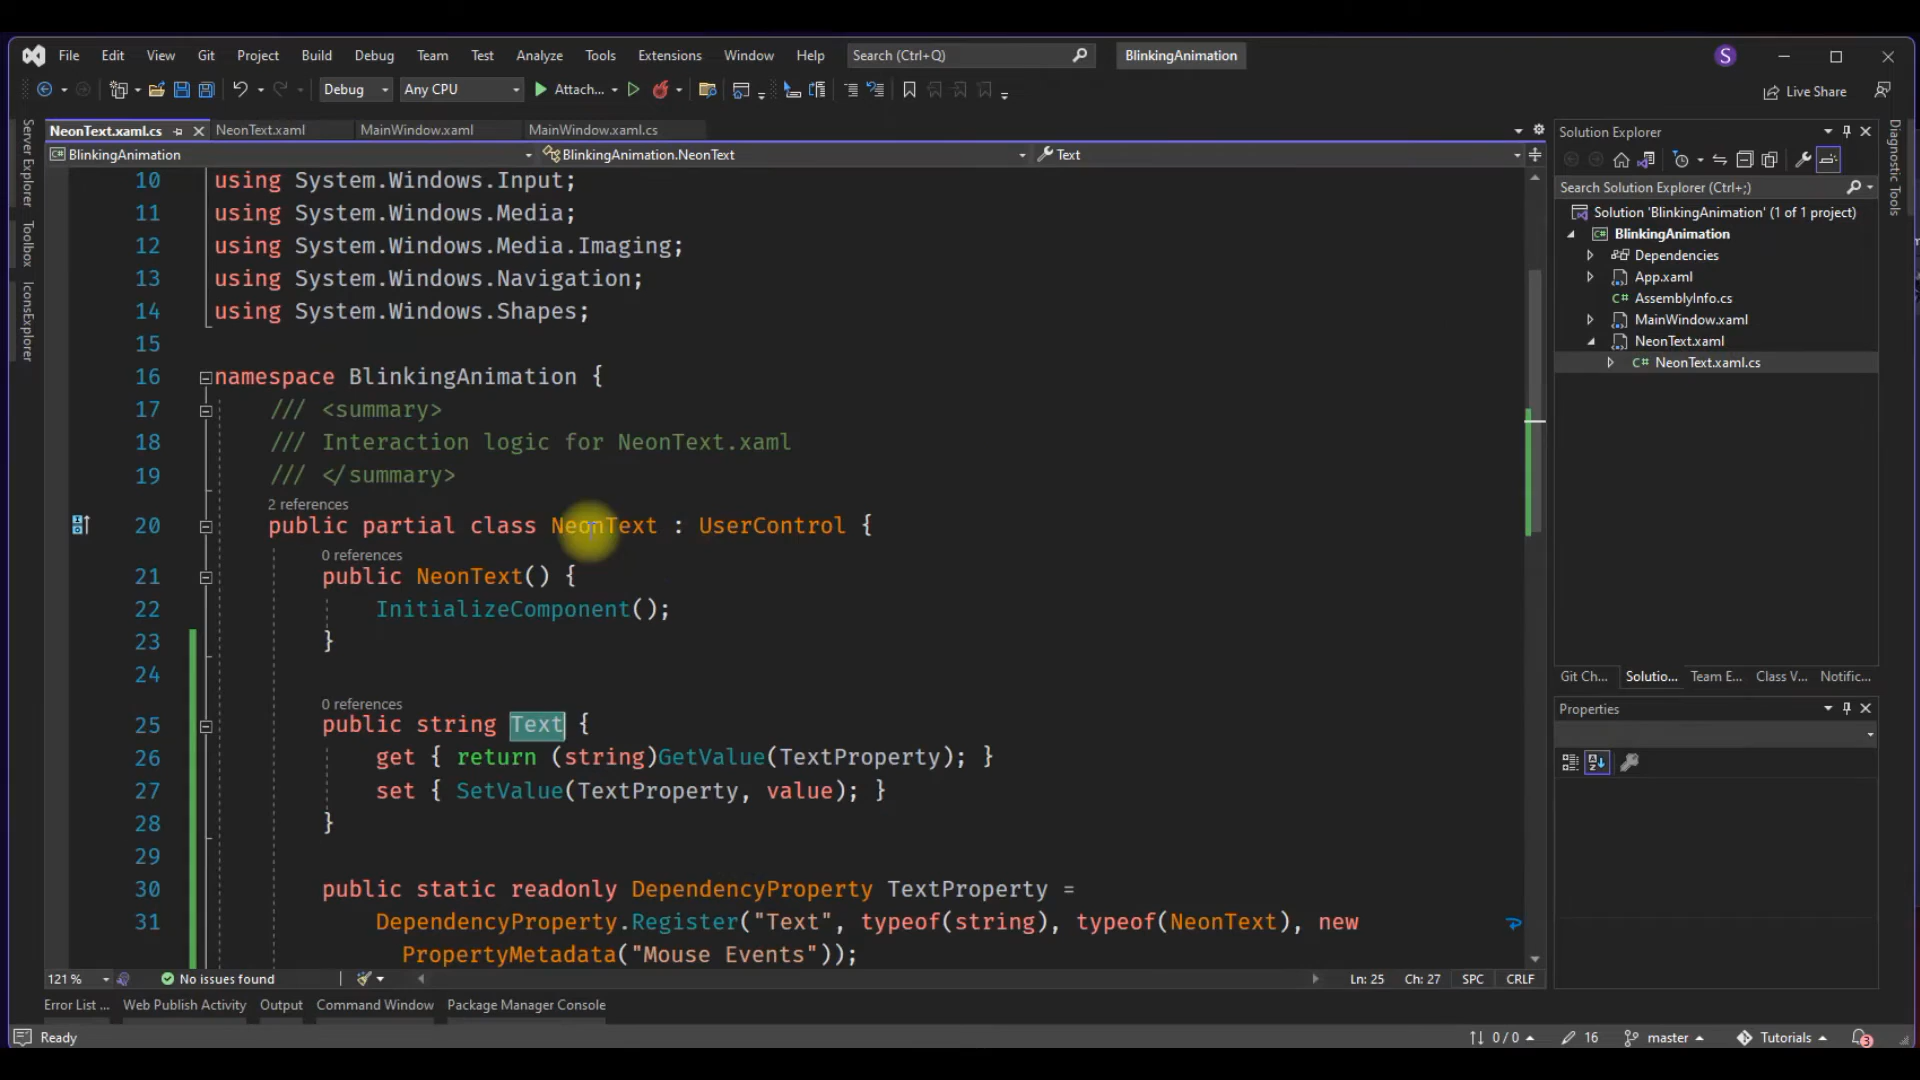 File Edit View Git Project Build Debug Team Test Analyze Tools Extensions Window Help Search (Ctrl+Q) BlinkingAnimation S
Debug Any CPU Attach... Live Share
NeonText.xaml.cs NeonText.xaml MainWindow.xaml MainWindow.xaml.cs
BlinkingAnimation BlinkingAnimation.NeonText Text
Server Explorer
Toolbox
IconsExplorer
10 using System.Windows.Input;
11 using System.Windows.Media;
12 using System.Windows.Media.Imaging;
13 using System.Windows.Navigation;
14 using System.Windows.Shapes;
15
16 namespace BlinkingAnimation {
17 /// <summary>
18 /// Interaction logic for NeonText.xaml
19 /// </summary>
2 references
20 public partial class NeonText : UserControl {
0 references
21 public NeonText() {
22 InitializeComponent();
23 }
24
0 references
25 public string Text {
26 get { return (string)GetValue(TextProperty); }
27 set { SetValue(TextProperty, value); }
28 }
29
30 public static readonly DependencyProperty TextProperty =
31 DependencyProperty.Register("Text", typeof(string), typeof(NeonText), new
PropertyMetadata("Mouse Events"));
121 % No issues found Ln: 25 Ch: 27 SPC CRLF
Solution Explorer
Search Solution Explorer (Ctrl+;)
Solution 'BlinkingAnimation' (1 of 1 project)
C# BlinkingAnimation
Dependencies
App.xaml
C# AssemblyInfo.cs
MainWindow.xaml
NeonText.xaml
C# NeonText.xaml.cs
Git Ch... Solutio... Team E... Class V... Notific...
Properties
Diagnostic Tools
Error List ... Web Publish Activity Output Command Window Package Manager Console
Ready 0 / 0 16 master Tutorials 3